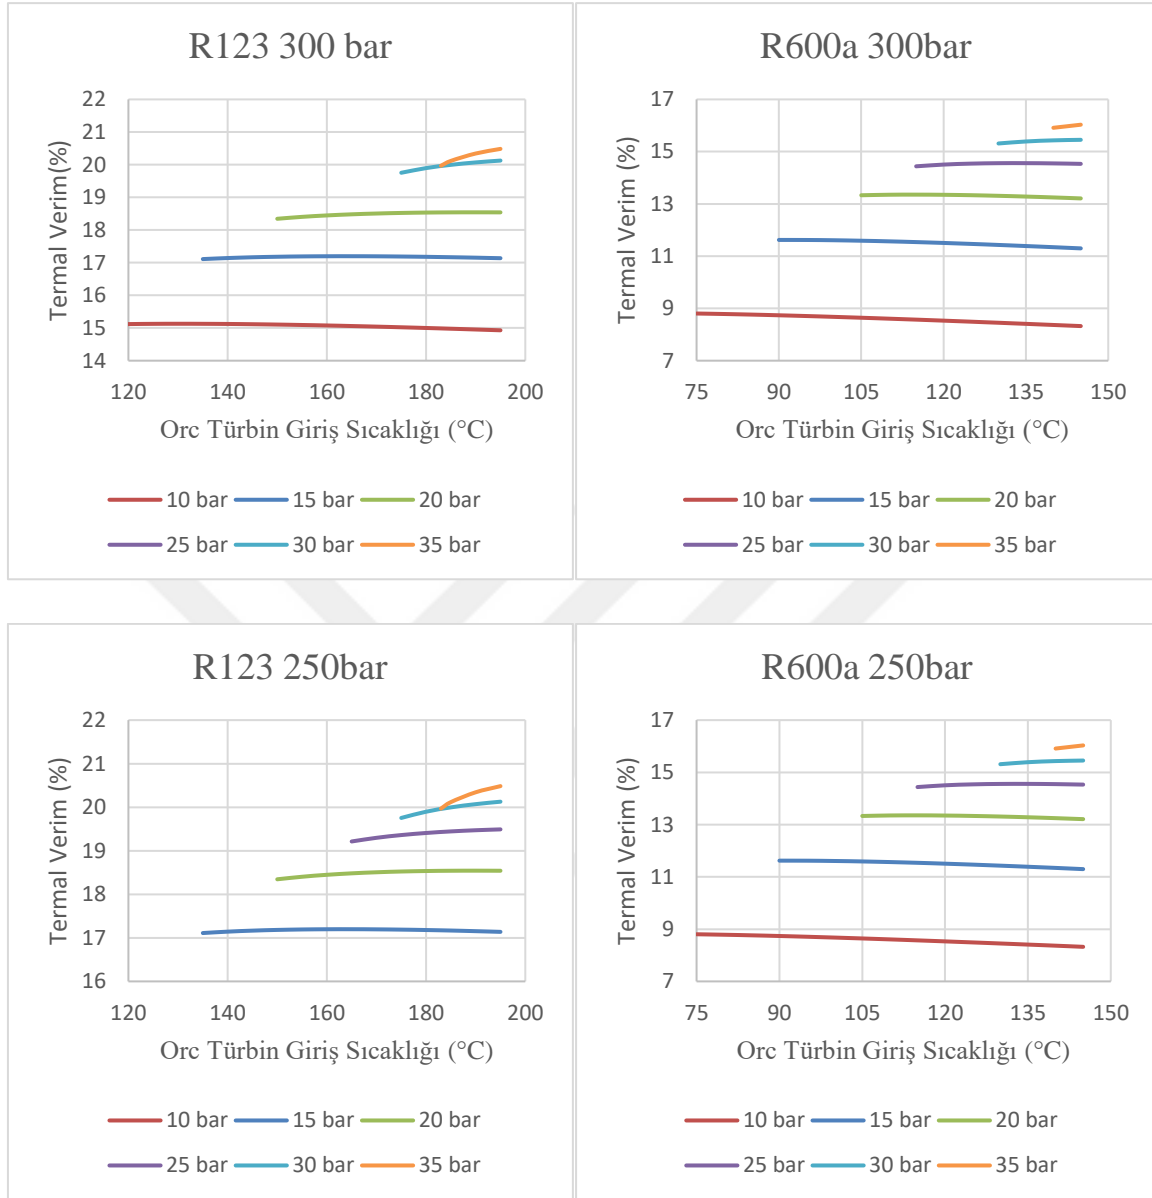 R123 300 bar
Termal Verim(%)
22
21
20
19
18
17
16
15
14
120 140 160 180 200
Orc Türbin Giriş Sıcaklığı (°C)
10 bar 15 bar 20 bar
25 bar 30 bar 35 bar
R600a 300bar
Termal Verim (%)
17
15
13
11
9
7
75 90 105 120 135 150
Orc Türbin Giriş Sıcaklığı (°C)
10 bar 15 bar 20 bar
25 bar 30 bar 35 bar
R123 250bar
Termal Verim (%)
22
21
20
19
18
17
16
120 140 160 180 200
Orc Türbin Giriş Sıcaklığı (°C)
10 bar 15 bar 20 bar
25 bar 30 bar 35 bar
R600a 250bar
Termal Verim (%)
17
15
13
11
9
7
75 90 105 120 135 150
Orc Türbin Giriş Sıcaklığı (°C)
10 bar 15 bar 20 bar
25 bar 30 bar 35 bar